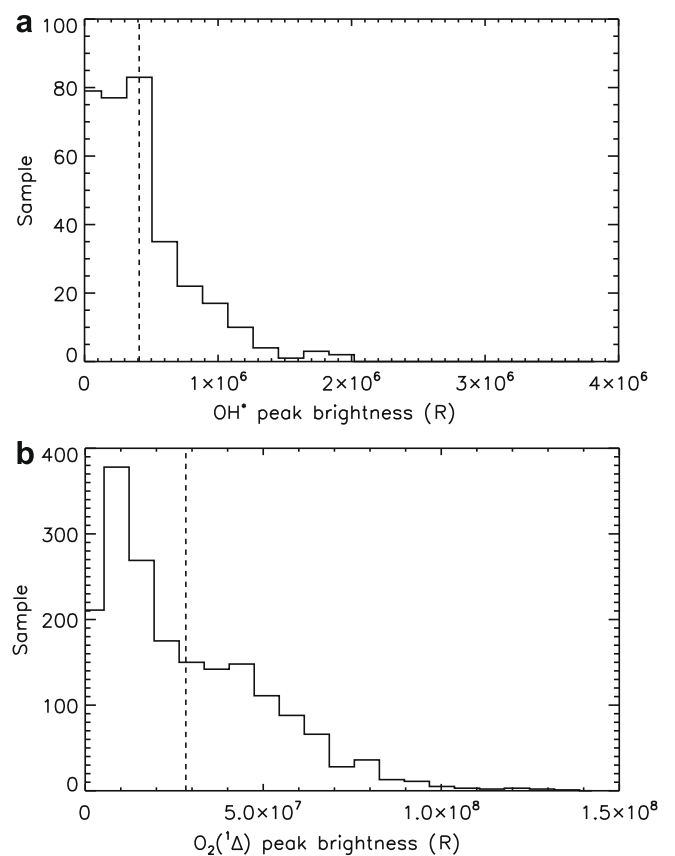 a
100
80
60
40
20
0
Sample
0 1×10⁶ 2×10⁶ 3×10⁶ 4×10⁶
OH* peak brightness (R)
b
400
300
200
100
0
Sample
0 5.0×10⁷ 1.0×10⁸ 1.5×10⁸
O₂(¹Δ) peak brightness (R)